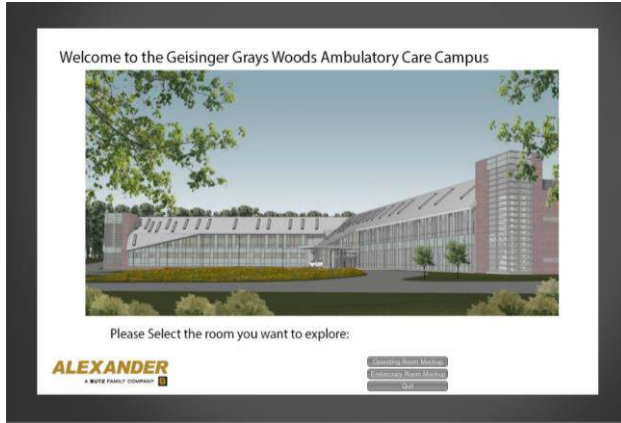 Welcome to the Geisinger Grays Woods Ambulatory Care Campus
Please Select the room you want to explore:
ALEXANDER
A BUTZ FAMILY COMPANY
Operating Room Mockup
Endoscopy Room Mockup
Quit